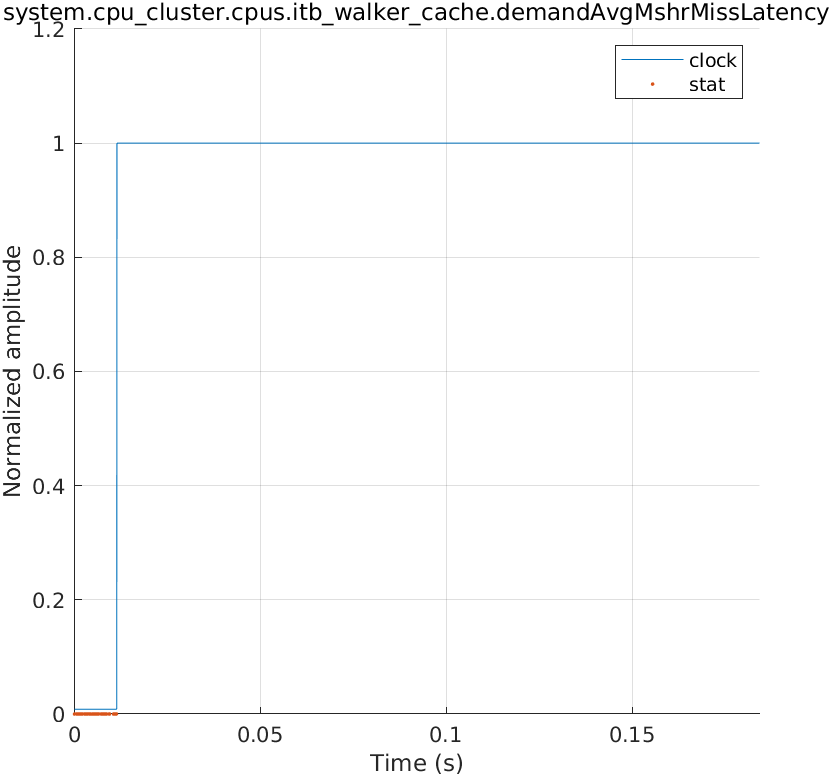 system.cpu_cluster.cpus.itb_walker_cache.demandAvgMshrMissLatency
1.2
clock
stat
1
0.8
0.6
0.4
0.2
0
Normalized amplitude
0
0.05
0.1
0.15
Time (s)